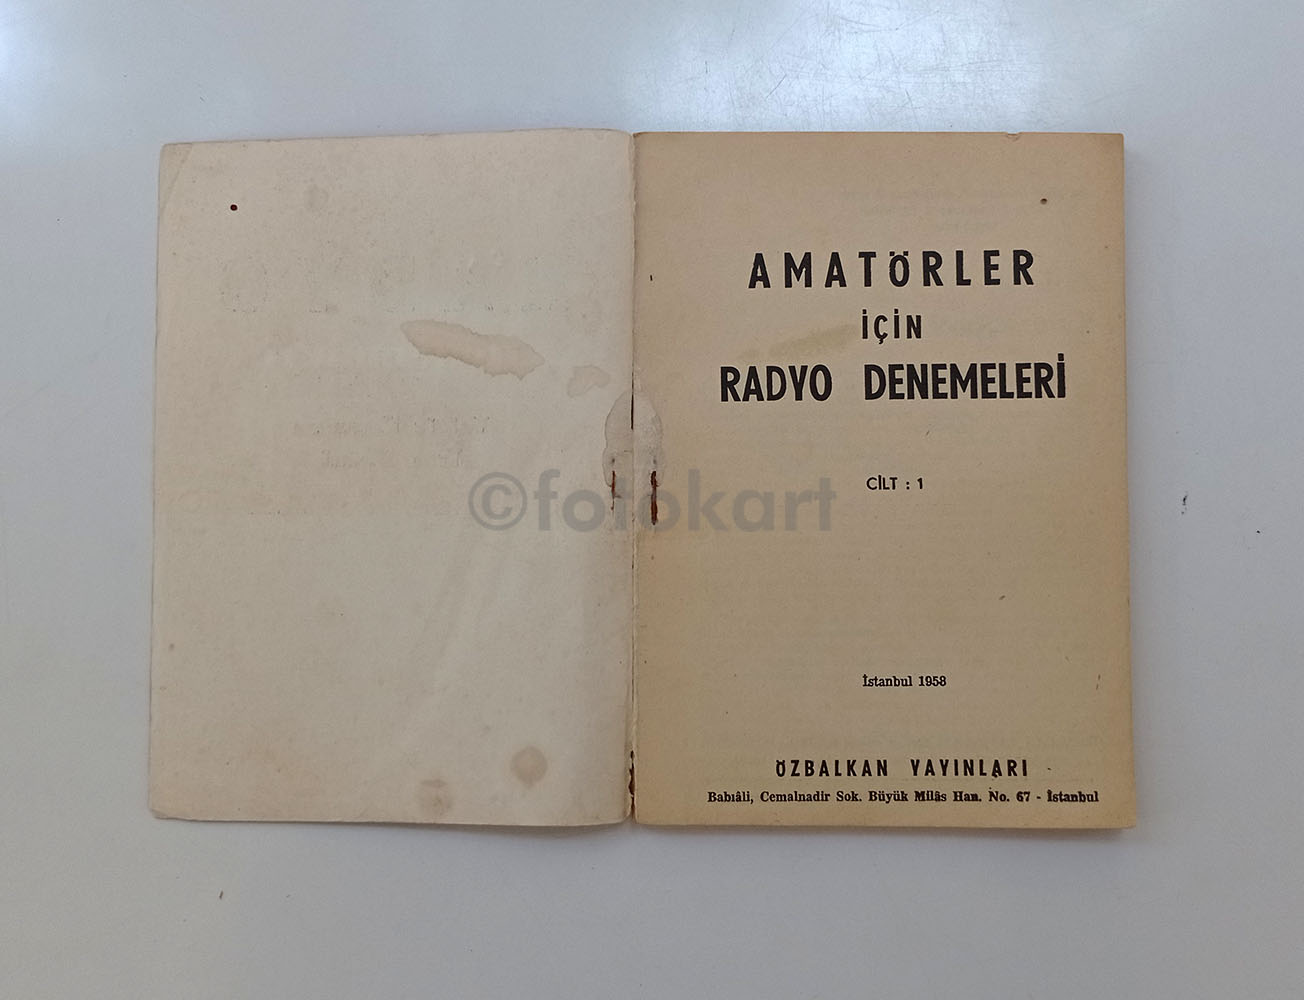 AMATÖRLER
İÇİN
RADYO DENEMELERİ
CİLT : 1
©fotokart
İstanbul 1958
ÖZBALKAN YAYINLARI
Babıâli, Cemalnadir Sok. Büyük Milâs Han. No. 67 - İstanbul